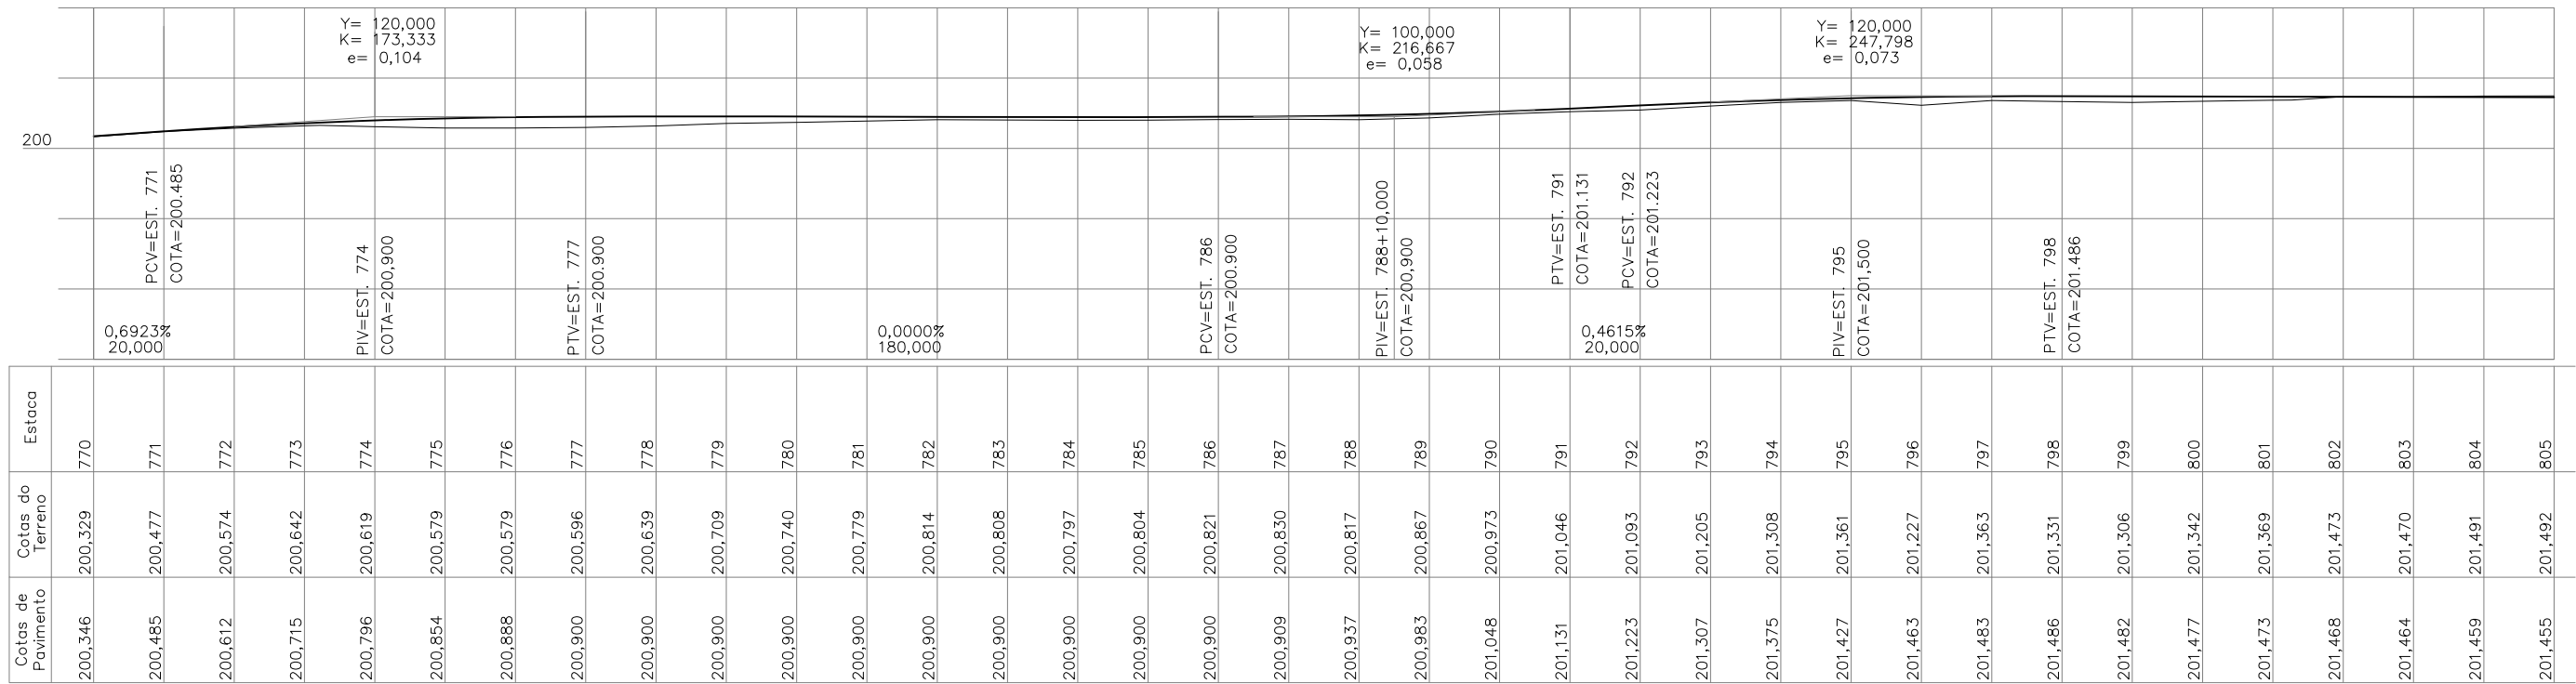 Y= 120,000
K= 173,333
e= 0,104
Y= 100,000
K= 216,667
e= 0,058
Y= 120,000
K= 247,798
e= 0,073
200
PCV=EST. 771
COTA=200.485
PIV=EST. 774
COTA=200,900
PTV=EST. 777
COTA=200.900
PCV=EST. 786
COTA=200.900
PIV=EST. 788+10,000
COTA=200,900
PTV=EST. 791
COTA=201.131
PCV=EST. 792
COTA=201.223
PIV=EST. 795
COTA=201,500
PTV=EST. 798
COTA=201.486
0,6923%
20,000
0,0000%
180,000
0,4615%
20,000
Estaca
770 771 772 773 774 775 776 777 778 779 780 781 782 783 784 785 786 787 788 789 790 791 792 793 794 795 796 797 798 799 800 801 802 803 804 805
Cotas do
Terreno
200,329 200,477 200,574 200,642 200,619 200,579 200,579 200,596 200,639 200,709 200,740 200,779 200,814 200,808 200,797 200,804 200,821 200,830 200,817 200,867 200,973 201,046 201,093 201,205 201,308 201,361 201,227 201,363 201,331 201,306 201,342 201,369 201,473 201,470 201,491 201,492
Cotas de
Pavimento
200,346 200,485 200,612 200,715 200,796 200,854 200,888 200,900 200,900 200,900 200,900 200,900 200,900 200,900 200,900 200,900 200,900 200,909 200,937 200,983 201,048 201,131 201,223 201,307 201,375 201,427 201,463 201,483 201,486 201,482 201,477 201,473 201,468 201,464 201,459 201,455